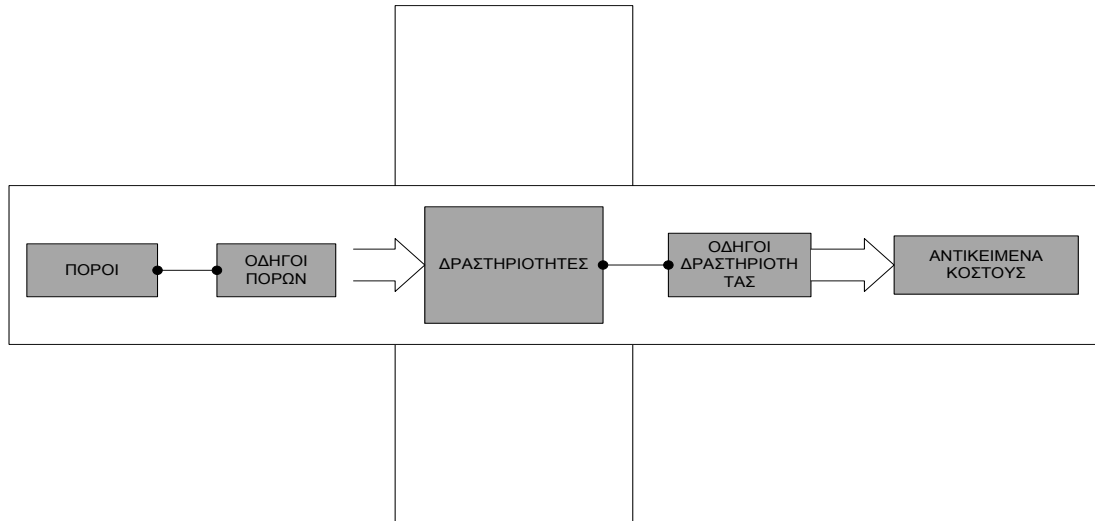 ΠΟΡΟΙ
ΟΔΗΓΟΙ
ΠΟΡΩΝ
ΔΡΑΣΤΗΡΙΟΤΗΤΕΣ
ΟΔΗΓΟΙ
ΔΡΑΣΤΗΡΙΟΤΗ
ΤΑΣ
ΑΝΤΙΚΕΙΜΕΝΑ
ΚΟΣΤΟΥΣ